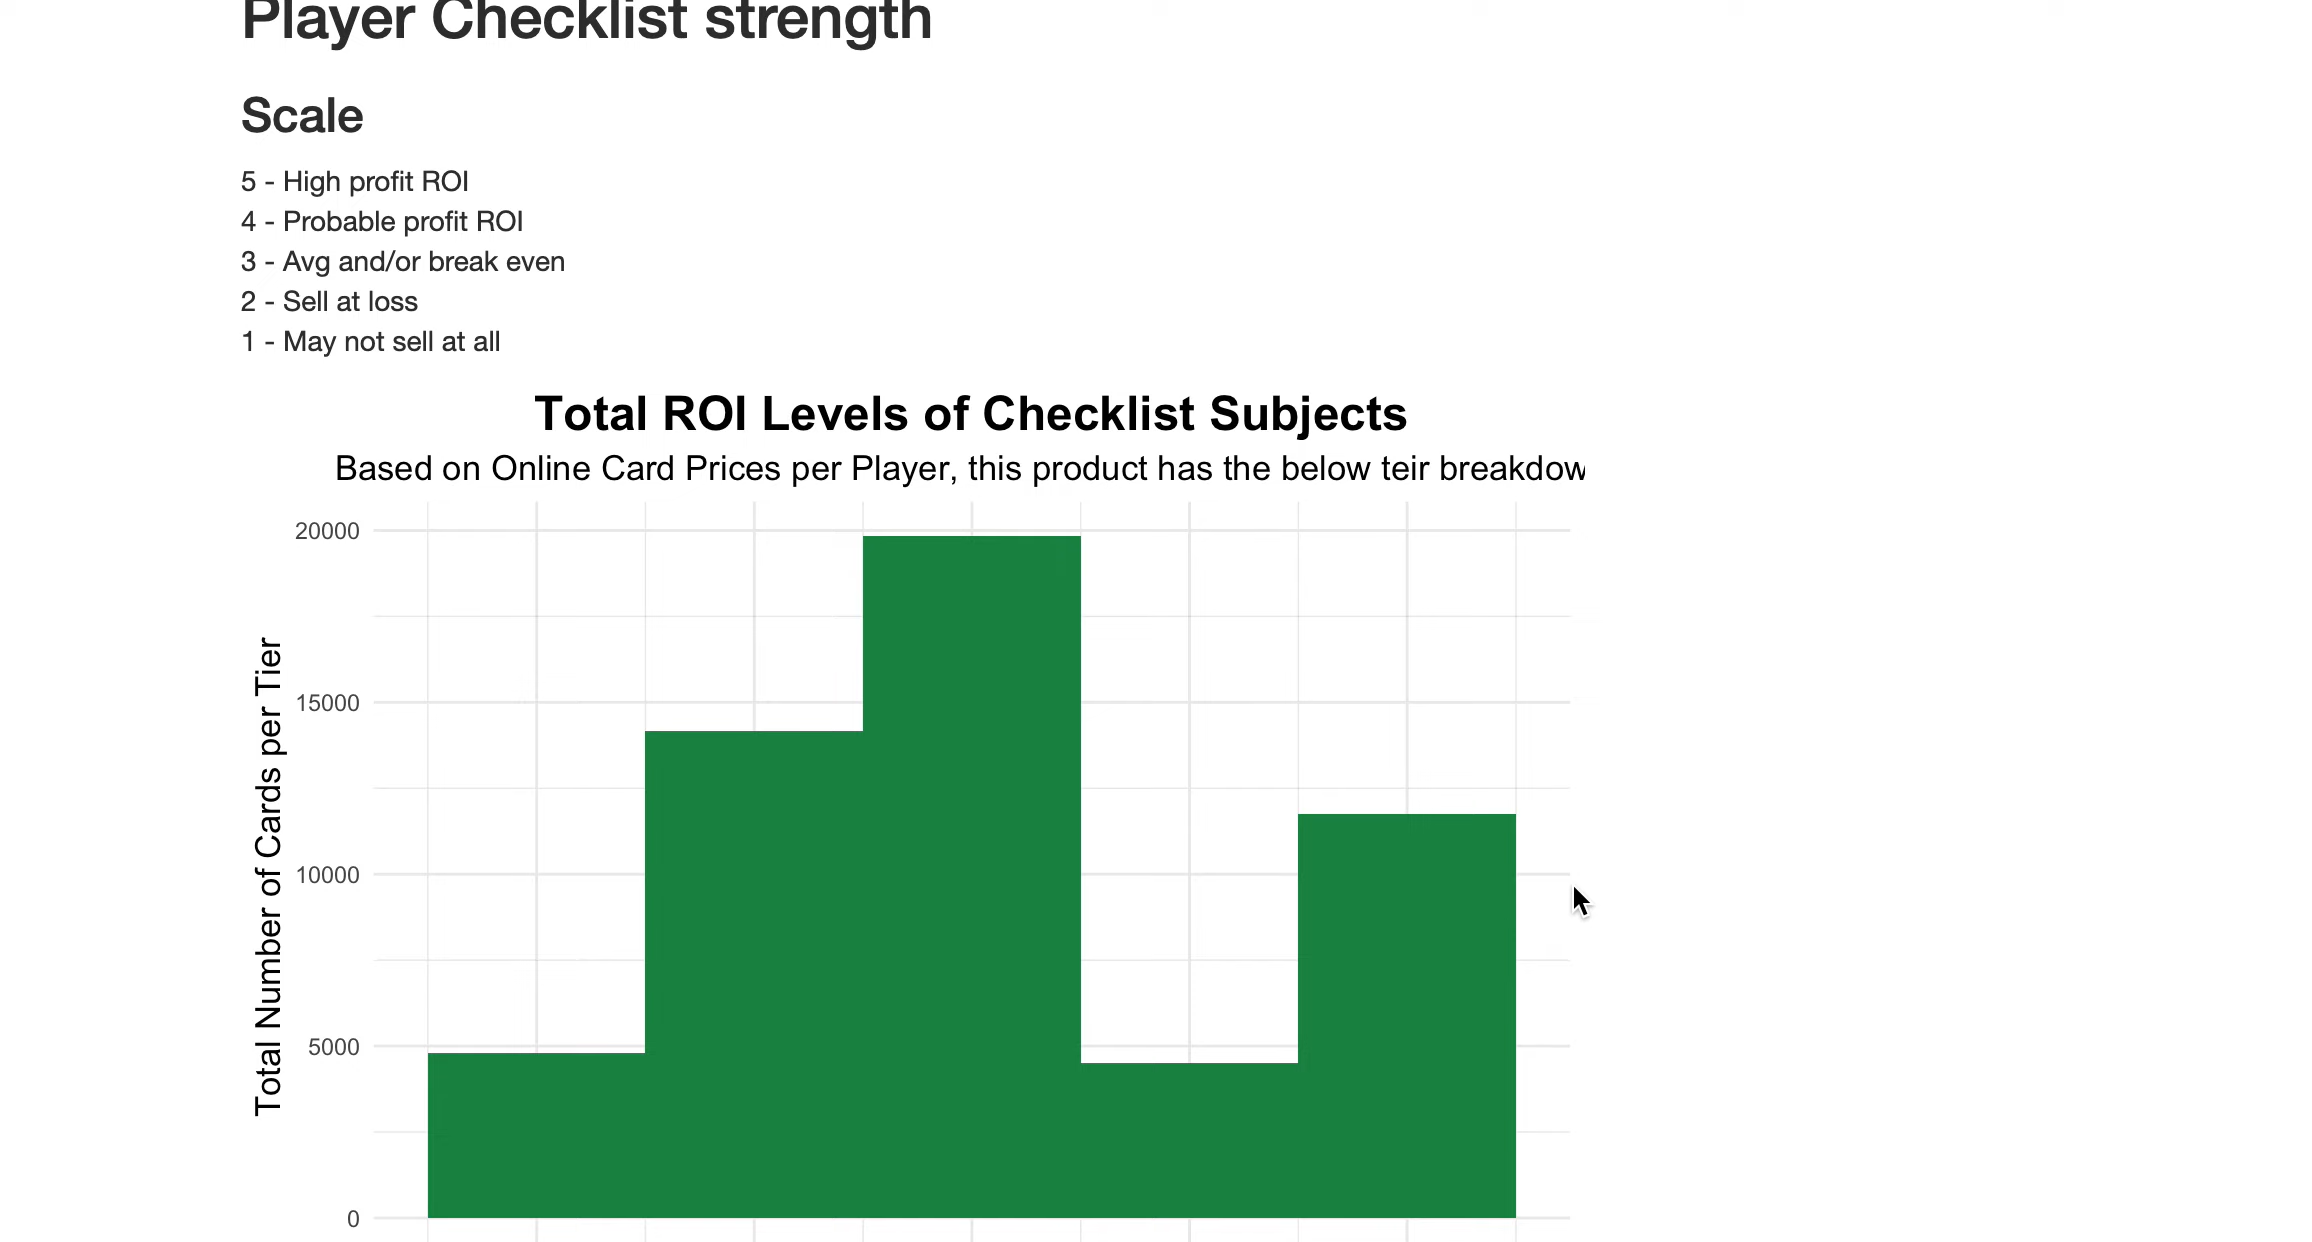 Player Checklist strength
Scale
5 - High profit ROI
4 - Probable profit ROI
3 - Avg and/or break even
2 - Sell at loss
1 - May not sell at all
Total ROI Levels of Checklist Subjects
Based on Online Card Prices per Player, this product has the below teir breakdow
Total Number of Cards per Tier
20000
15000
10000
5000
0